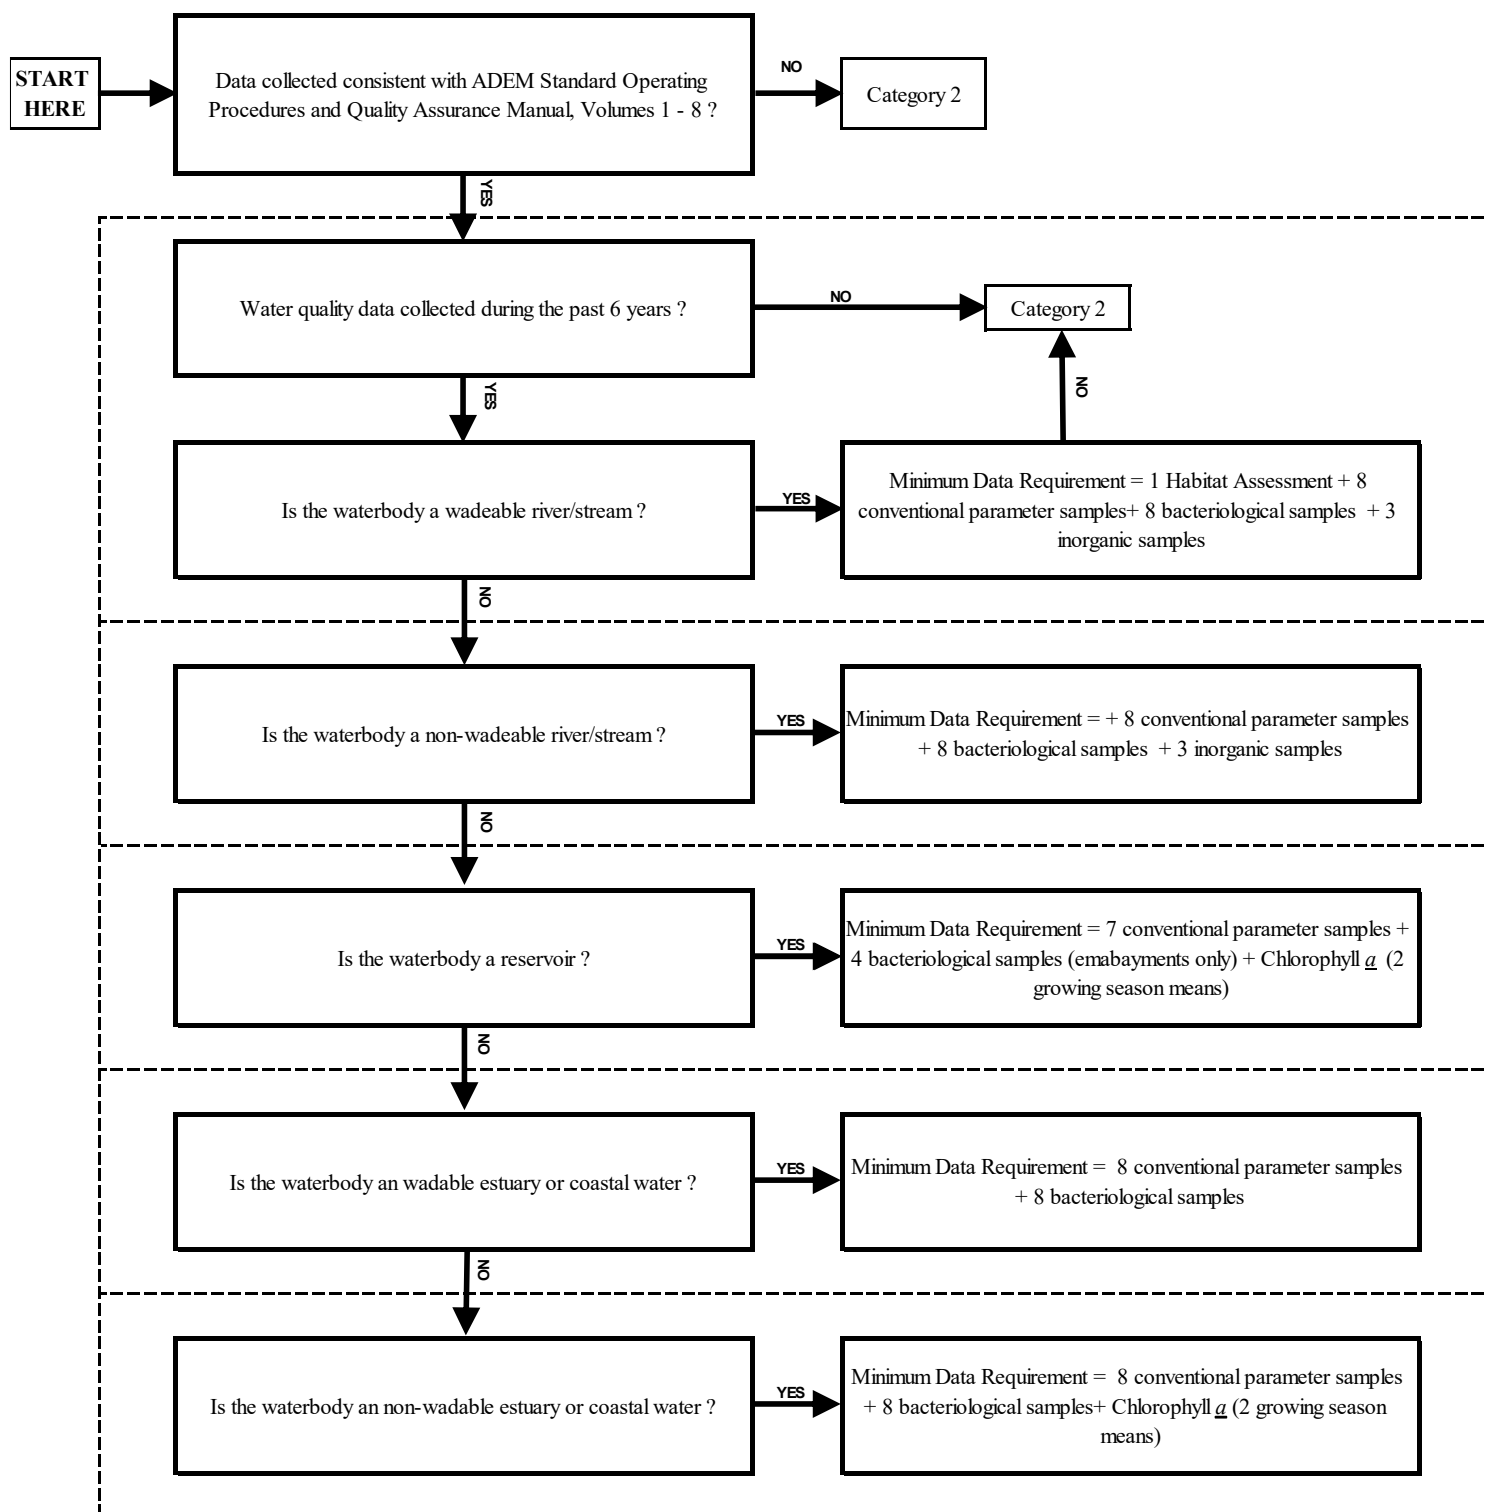 START
HERE
Data collected consistent with ADEM Standard Operating
Procedures and Quality Assurance Manual, Volumes 1 - 8 ?
NO
Category 2
YES
Water quality data collected during the past 6 years ?
NO
Category 2
YES
NO
Is the waterbody a wadeable river/stream ?
YES
Minimum Data Requirement = 1 Habitat Assessment + 8
conventional parameter samples+ 8 bacteriological samples + 3
inorganic samples
NO
Is the waterbody a non-wadeable river/stream ?
YES
Minimum Data Requirement = + 8 conventional parameter samples
+ 8 bacteriological samples + 3 inorganic samples
NO
Is the waterbody a reservoir ?
YES
Minimum Data Requirement = 7 conventional parameter samples +
4 bacteriological samples (emabayments only) + Chlorophyll a (2
growing season means)
NO
Is the waterbody an wadable estuary or coastal water ?
YES
Minimum Data Requirement = 8 conventional parameter samples
+ 8 bacteriological samples
NO
Is the waterbody an non-wadable estuary or coastal water ?
YES
Minimum Data Requirement = 8 conventional parameter samples
+ 8 bacteriological samples+ Chlorophyll a (2 growing season
means)